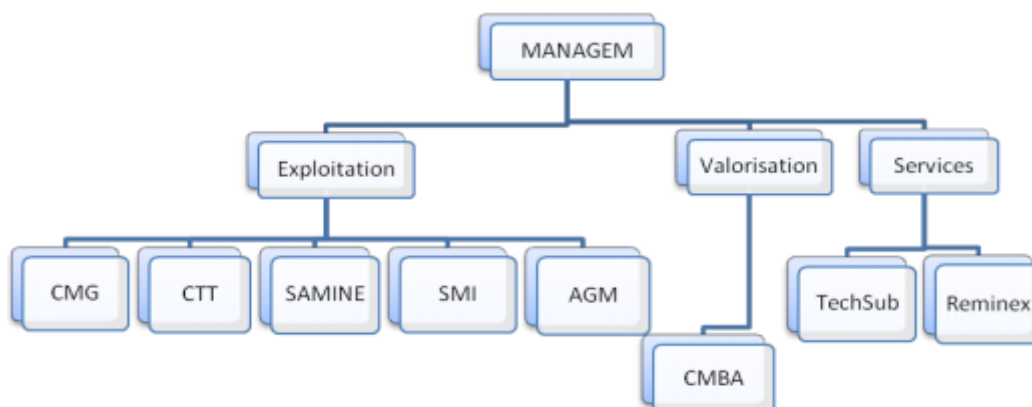 MANAGEM
Exploitation
Valorisation
Services
CMG
CTT
SAMINE
SMI
AGM
TechSub
Reminex
CMBA